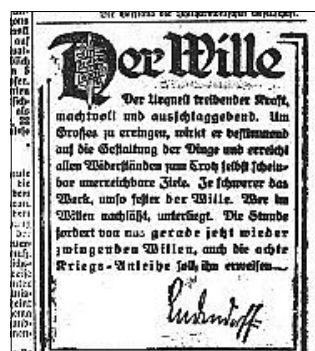 Der Wille
Der Urquell treibender Kraft,
machtvoll und ausschlaggebend. Um
Großes zu erringen, wirkt er bestimmend
auf die Gestaltung der Dinge und erreicht
allen Widerständen zum Trotz selbst schein-
bar unerreichbare Ziele. Je schwerer das
Werk, umso fester der Wille. Wer im
Willen nachläßt, unterliegt. Die Stunde
fordert von uns gerade jetzt wieder
zwingenden Willen, auch die achte
Kriegs-Anleihe soll ihn erweisen.
Ludendorff